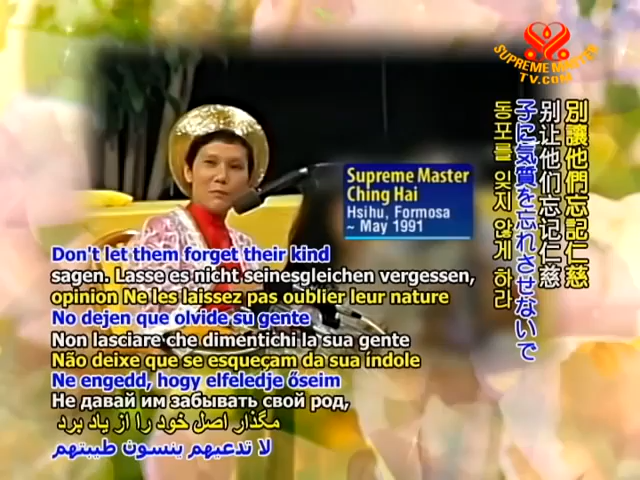 SUPREME MASTER
TV.COM
Supreme Master
Ching Hai
Hsihu, Formosa
~ May 1991
別讓他們忘記仁慈
别让他们忘记仁慈
子に気質を忘れさせないで
동포를 잊지 않게 하라
Don't let them forget their kind
sagen. Lasse es nicht seinesgleichen vergessen,
opinion Ne les laissez pas oublier leur nature
No dejen que olvide su gente
Non lasciare che dimentichi la sua gente
Não deixe que se esqueçam da sua índole
Ne engedd, hogy elfeledje őseim
Не давай им забывать свой род,
مگذار اصل خود را از یاد برد
لا تدعيهم ينسون طيبتهم